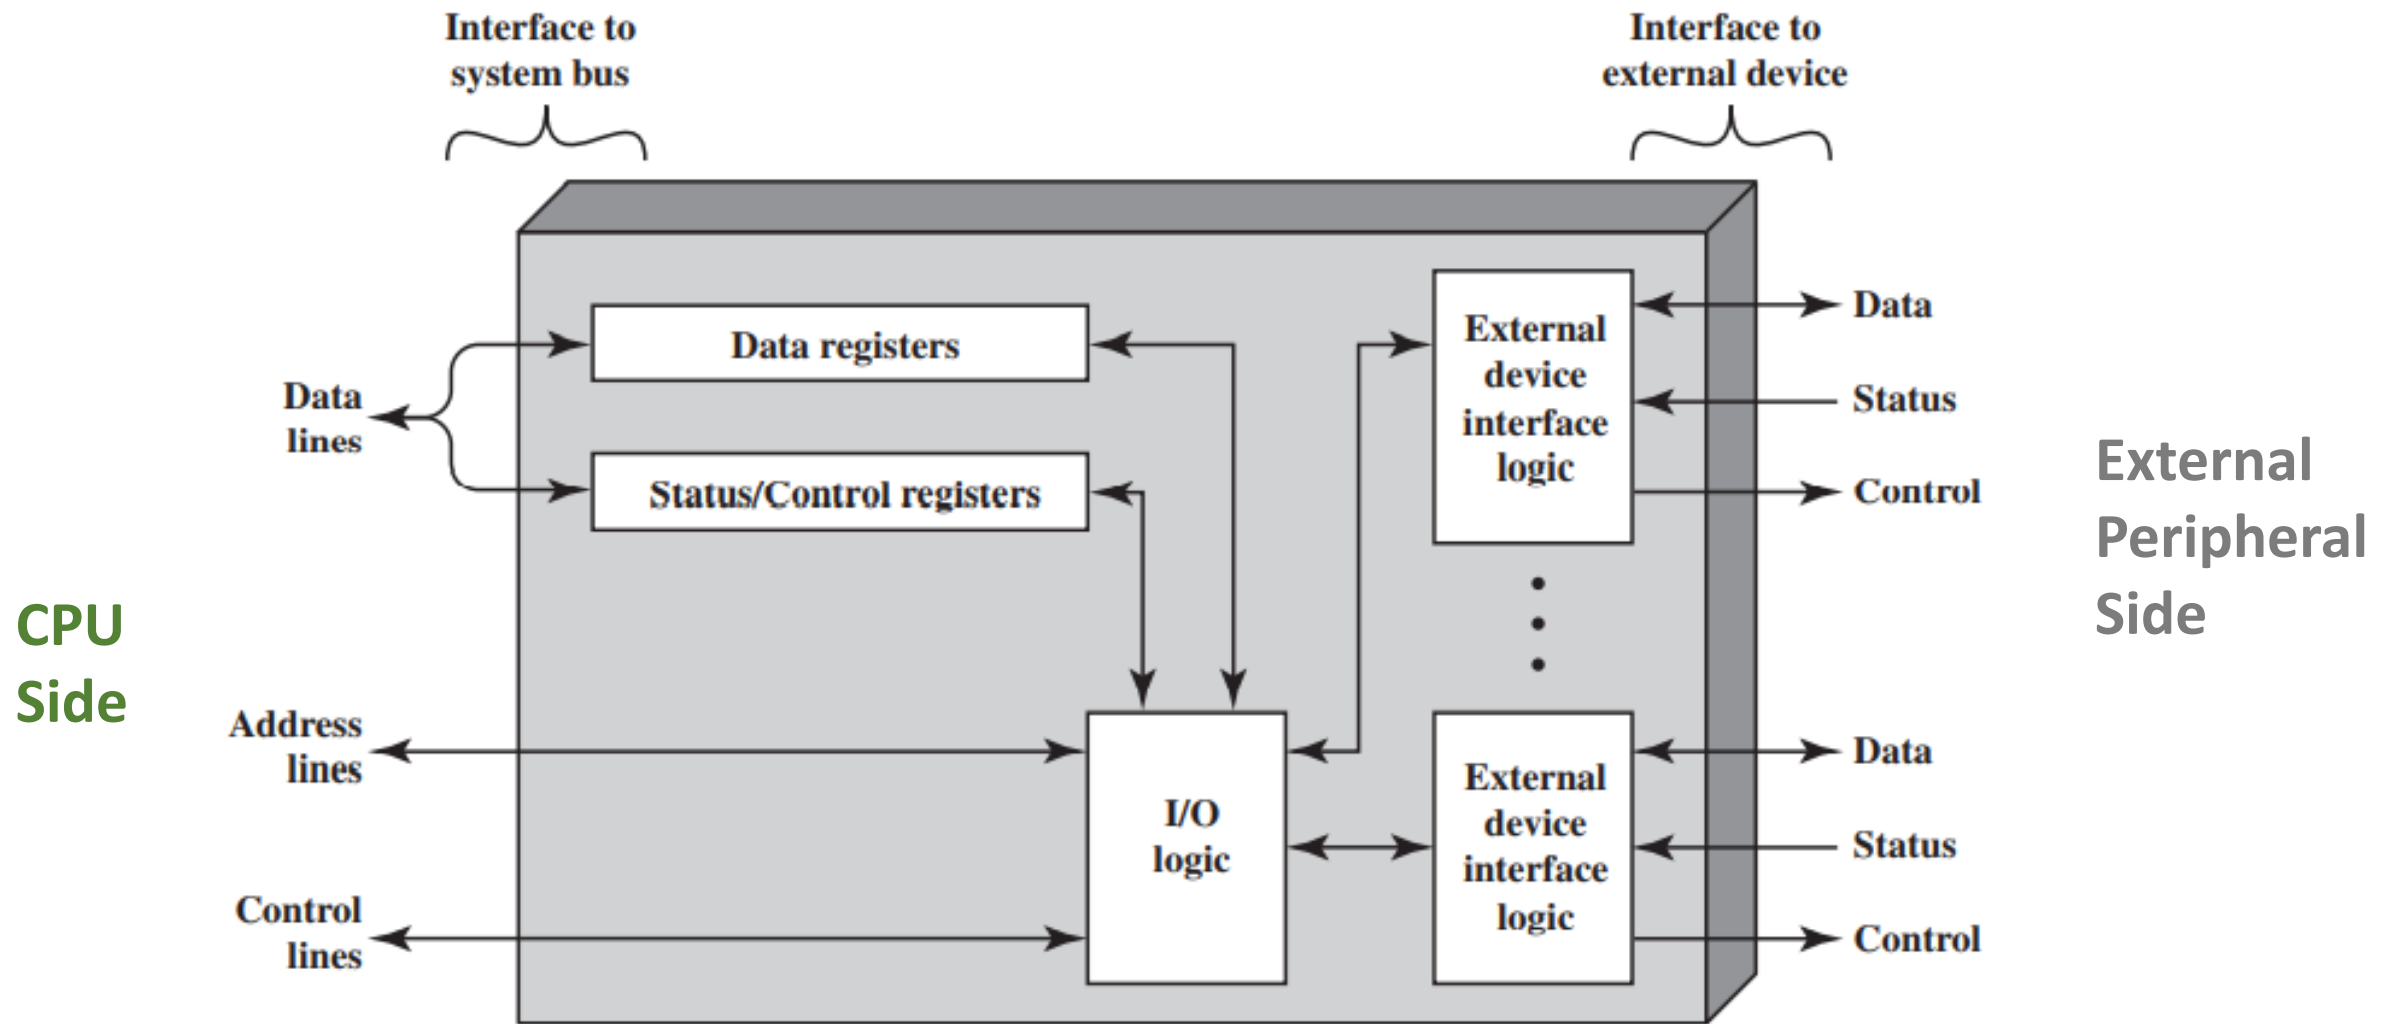 Interface to
system bus
Interface to
external device
Data registers
Data
lines
Status/Control registers
External
device
interface
logic
Data
Status
Control
External
Peripheral
Side
CPU
Side
Address
lines
I/O
logic
Control
lines
External
device
interface
logic
Data
Status
Control